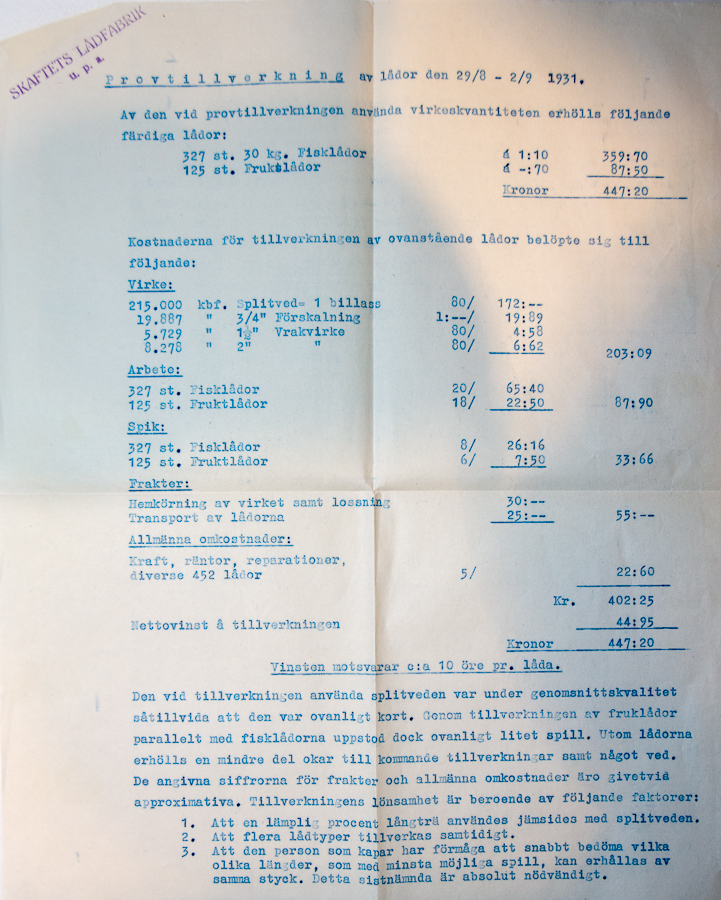 SKAFTETS LÅDFABRIK
u. p. a.
Provtillverkning av lådor den 29/8 - 2/9 1931.
Av den vid provtillverkningen använda virkeskvantiteten erhölls följande
färdiga lådor:
327 st. 30 kg. Fisklådor á 1:10 359:70
125 st. Fruktlådor á -:70 87:50
Kronor 447:20
Kostnaderna för tillverkningen av ovanstående lådor belöpte sig till
följande:
Virke:
215.000 kbf. Splitved= 1 billass 80/ 172:--
19.887 " 3/4" Förskalning 1:--/ 19:89
5.729 " 1½" Vrakvirke 80/ 4:58
8.278 " 2" " 80/ 6:62 203:09
Arbete:
327 st. Fisklådor 20/ 65:40
125 st. Fruktlådor 18/ 22:50 87:90
Spik:
327 st. Fisklådor 8/ 26:16
125 st. Fruktlådor 6/ 7:50 33:66
Frakter:
Hemkörning av virket samt lossning 30:--
Transport av lådorna 25:-- 55:--
Allmänna omkostnader:
Kraft, räntor, reparationer,
diverse 452 lådor 5/ 22:60
Kr. 402:25
Nettovinst å tillverkningen 44:95
Kronor 447:20
Vinsten motsvarar c:a 10 öre pr. låda.
Den vid tillverkningen använda splitveden var under genomsnittskvalitet
såtillvida att den var ovanligt kort. Genom tillverkningen av fruklådor
parallelt med fisklådorna uppstod dock ovanligt litet spill. Utom lådorna
erhölls en mindre del okar till kommande tillverkningar samt något ved.
De angivna siffrorna för frakter och allmänna omkostnader äro givetvid
approximativa. Tillverkningens lönsamhet är beroende av följande faktorer:
1. Att en lämplig procent långträ användes jämsides med splitveden.
2. Att flera lådtyper tillverkas samtidigt.
3. Att den person som kapar har förmåga att snabbt bedöma vilka
olika längder, som med minsta möjliga spill, kan erhållas av
samma styck. Detta sistnämnda är absolut nödvändigt.